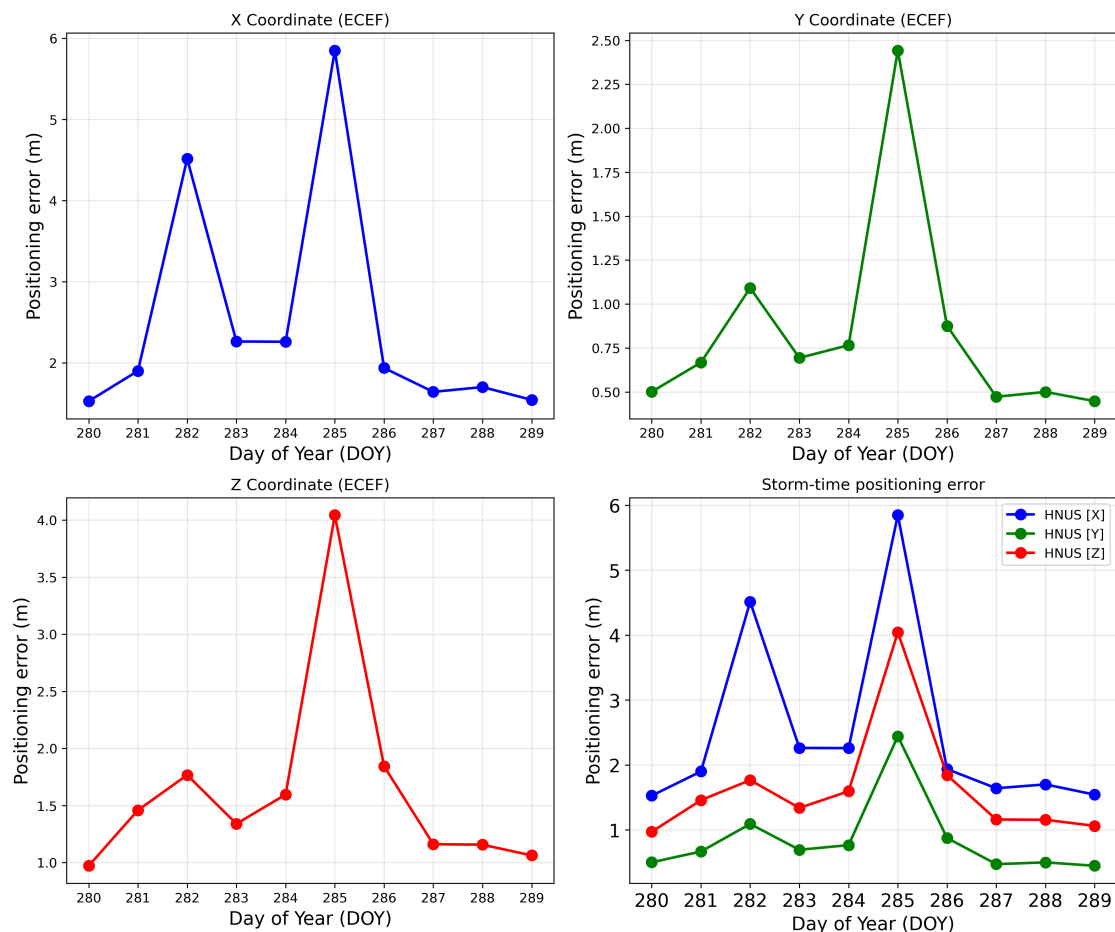 X Coordinate (ECEF)
6
5
4
3
2
Positioning error (m)
280 281 282 283 284 285 286 287 288 289
Day of Year (DOY)
Y Coordinate (ECEF)
2.50
2.25
2.00
1.75
1.50
1.25
1.00
0.75
0.50
Positioning error (m)
280 281 282 283 284 285 286 287 288 289
Day of Year (DOY)
Z Coordinate (ECEF)
4.0
3.5
3.0
2.5
2.0
1.5
1.0
Positioning error (m)
280 281 282 283 284 285 286 287 288 289
Day of Year (DOY)
Storm-time positioning error
6
5
4
3
2
1
Positioning error (m)
HNUS [X]
HNUS [Y]
HNUS [Z]
280 281 282 283 284 285 286 287 288 289
Day of Year (DOY)